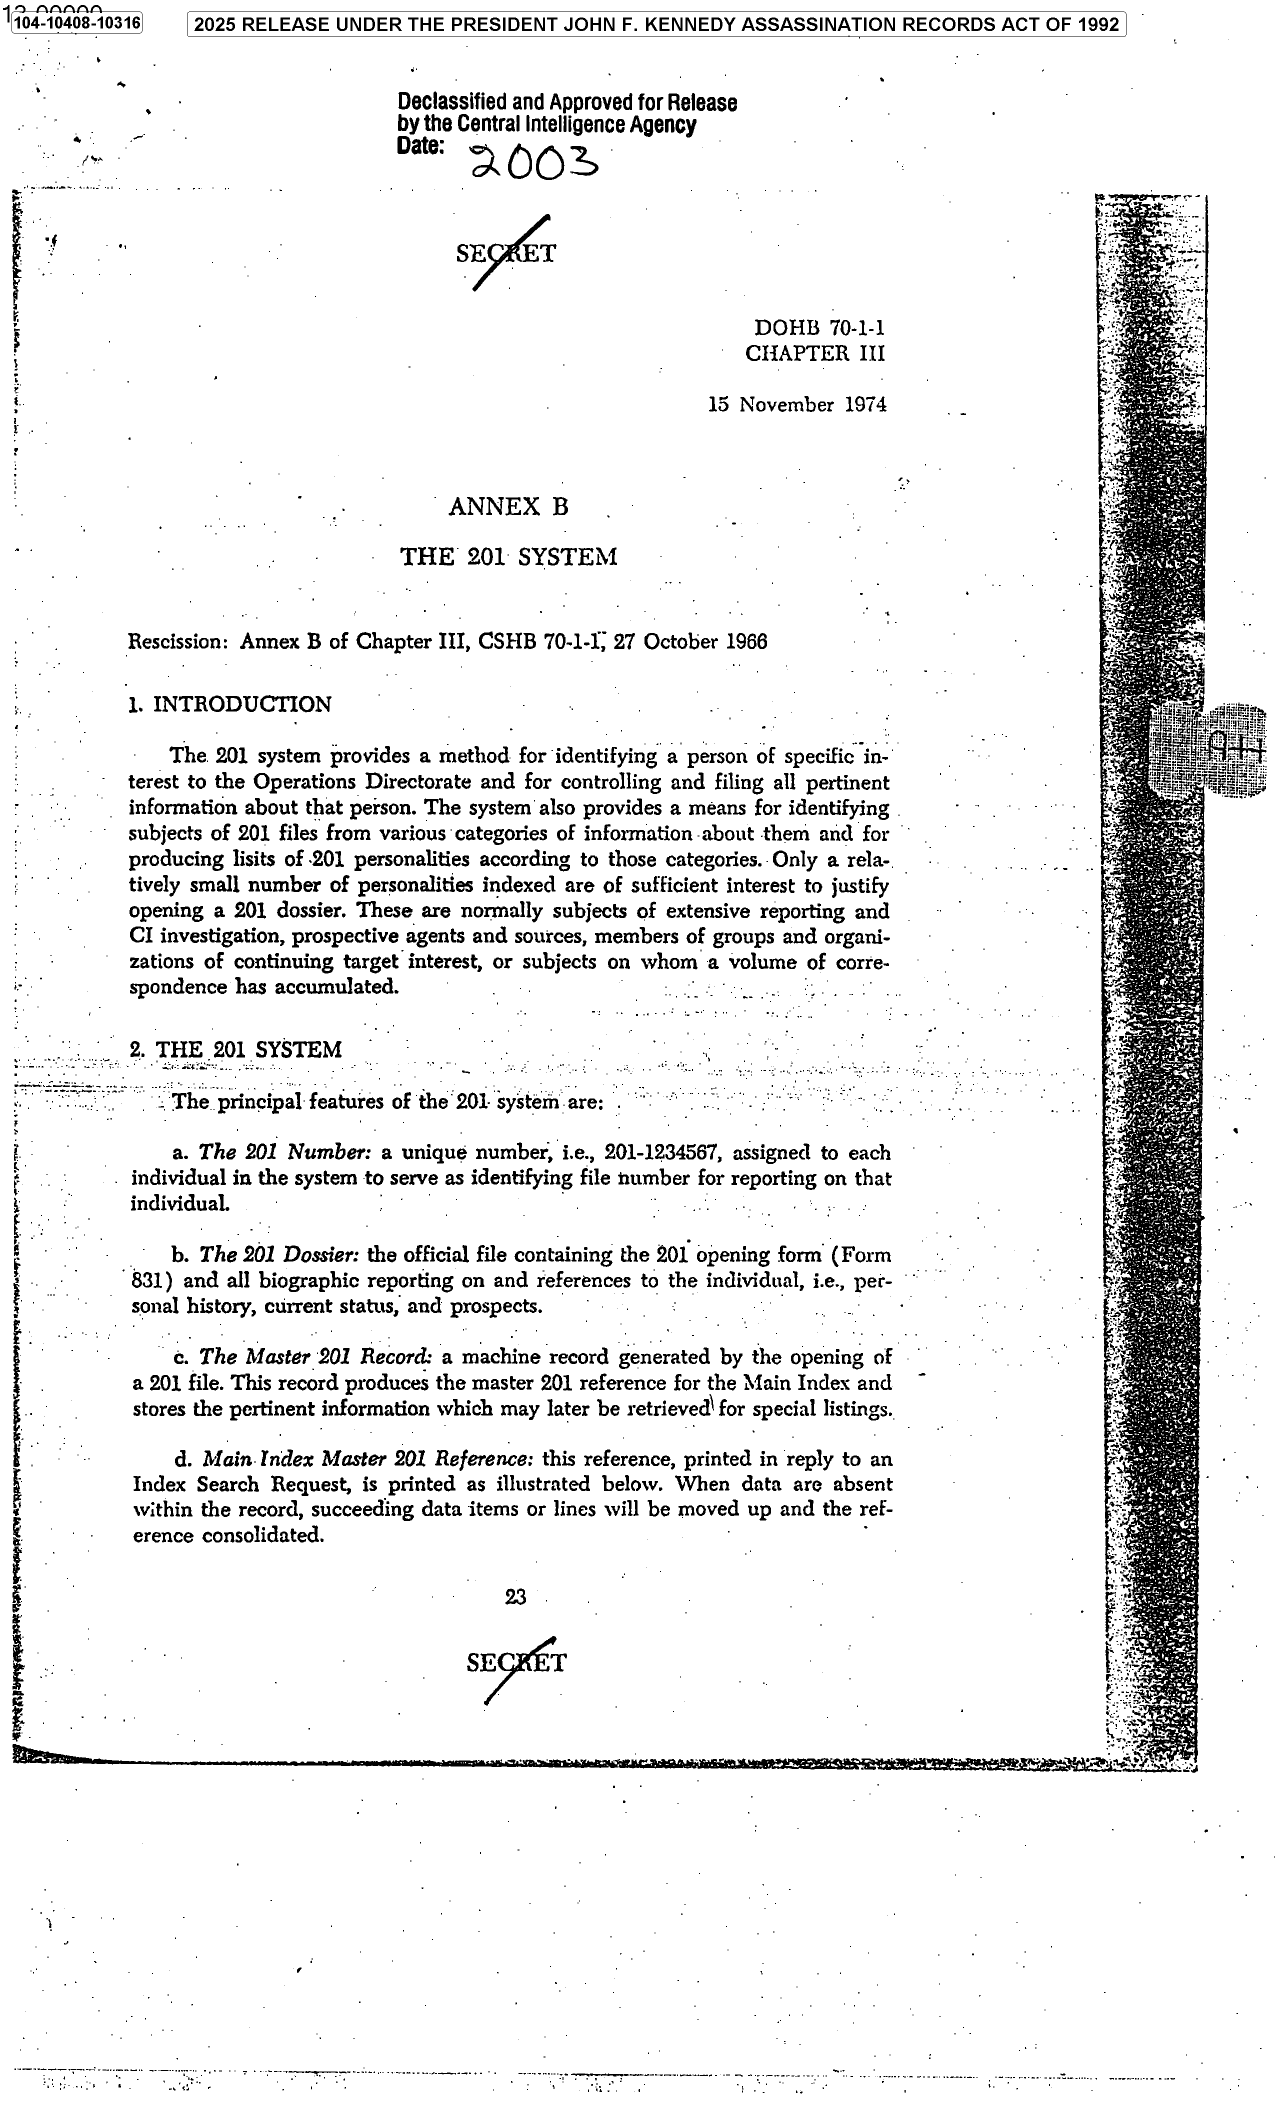 104-10408-10316
2025 RELEASE UNDER THE PRESIDENT JOHN F. KENNEDY ASSASSINATION RECORDS ACT OF 1992
Declassified and Approved for Release
by the Central Intelligence Agency
Date: 2003
SECRET
DOHB 70-1-1
CHAPTER III
15 November 1974
ANNEX B
THE 201 SYSTEM
Rescission: Annex B of Chapter III, CSHB 70-1-1, 27 October 1966
1. INTRODUCTION
The 201 system provides a method for identifying a person of specific in-
terest to the Operations Directorate and for controlling and filing all pertinent
information about that person. The system also provides a means for identifying
subjects of 201 files from various categories of information about them and for
producing lisits of 201 personalities according to those categories. Only a rela-
tively small number of personalities indexed are of sufficient interest to justify
opening a 201 dossier. These are normally subjects of extensive reporting and
CI investigation, prospective agents and sources, members of groups and organi-
zations of continuing target interest, or subjects on whom a volume of corre-
spondence has accumulated.
2. THE 201 SYSTEM
The principal features of the 201 system are:
a. The 201 Number: a unique number, i.e., 201-1234567, assigned to each
individual in the system to serve as identifying file number for reporting on that
individual.
b. The 201 Dossier: the official file containing the 201 opening form (Form
831) and all biographic reporting on and references to the individual, i.e., per-
sonal history, current status, and prospects.
c. The Master 201 Record: a machine record generated by the opening of
a 201 file. This record produces the master 201 reference for the Main Index and
stores the pertinent information which may later be retrieved for special listings.
d. Main Index Master 201 Reference: this reference, printed in reply to an
Index Search Request, is printed as illustrated below. When data are absent
within the record, succeeding data items or lines will be moved up and the ref-
erence consolidated.
23
SECRET